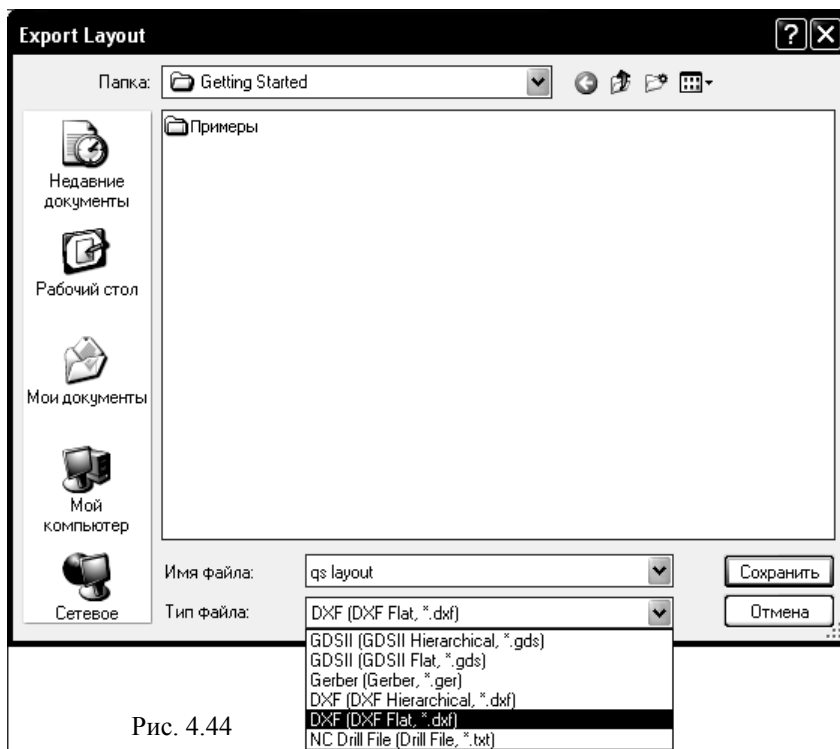 Export Layout
Папка:
Getting Started
Примеры
Недавние
документы
Рабочий стол
Мои документы
Мой
компьютер
Сетевое
Имя файла:
qs layout
Сохранить
Тип файла:
DXF (DXF Flat, *.dxf)
Отмена
GDSII (GDSII Hierarchical, *.gds)
GDSII (GDSII Flat, *.gds)
Gerber (Gerber, *.ger)
DXF (DXF Hierarchical, *.dxf)
DXF (DXF Flat, *.dxf)
NC Drill File (Drill File, *.txt)
Рис. 4.44